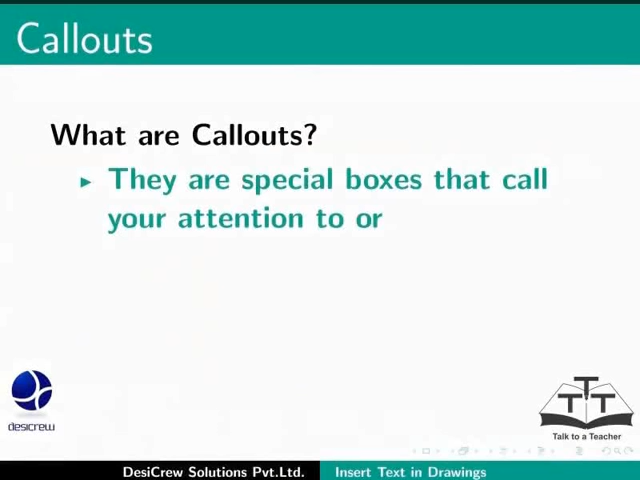 Callouts
What are Callouts?
They are special boxes that call
your attention to or
desicrew
T T T
Talk to a Teacher
DesiCrew Solutions Pvt.Ltd. Insert Text in Drawings